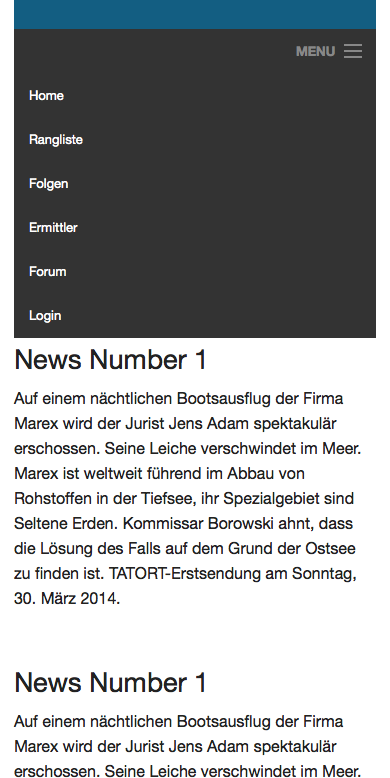 MENU
Home
Rangliste
Folgen
Ermittler
Forum
Login
News Number 1
Auf einem nächtlichen Bootsausflug der Firma
Marex wird der Jurist Jens Adam spektakulär
erschossen. Seine Leiche verschwindet im Meer.
Marex ist weltweit führend im Abbau von
Rohstoffen in der Tiefsee, ihr Spezialgebiet sind
Seltene Erden. Kommissar Borowski ahnt, dass
die Lösung des Falls auf dem Grund der Ostsee
zu finden ist. TATORT-Erstsendung am Sonntag,
30. März 2014.
News Number 1
Auf einem nächtlichen Bootsausflug der Firma
Marex wird der Jurist Jens Adam spektakulär
erschossen. Seine Leiche verschwindet im Meer.